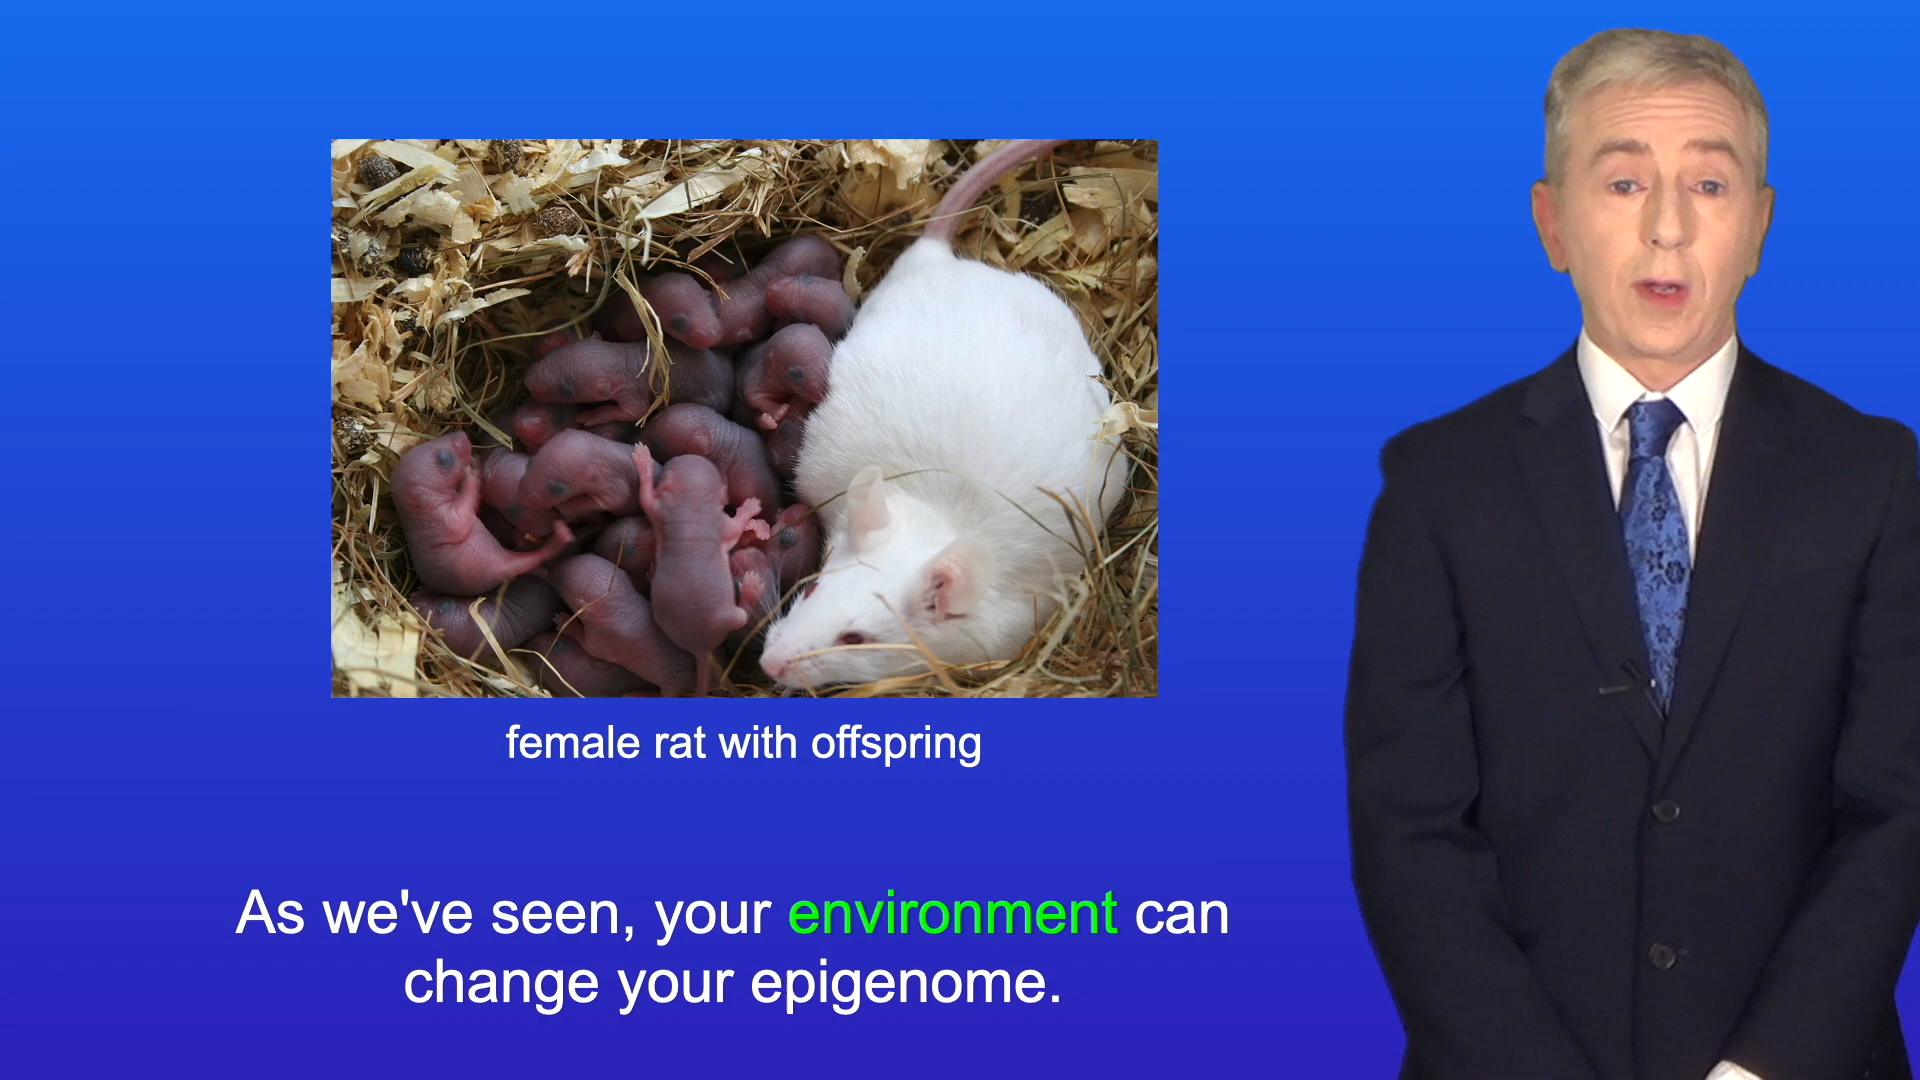 female rat with offspring
As we've seen, your environment can
change your epigenome.